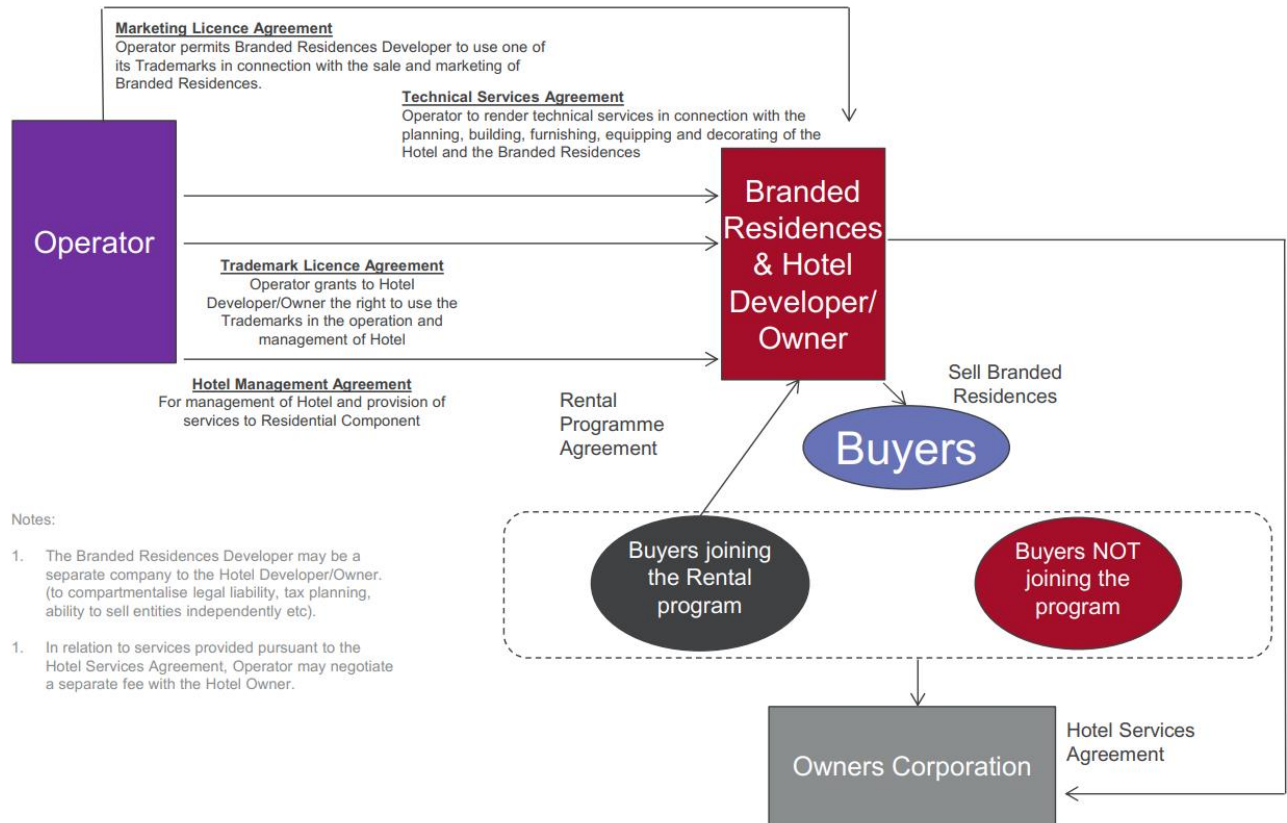 Marketing Licence Agreement
Operator permits Branded Residences Developer to use one of
its Trademarks in connection with the sale and marketing of
Branded Residences.
Technical Services Agreement
Operator to render technical services in connection with the
planning, building, furnishing, equipping and decorating of the
Hotel and the Branded Residences
Operator
Branded
Residences
& Hotel
Developer/
Owner
Trademark Licence Agreement
Operator grants to Hotel
Developer/Owner the right to use the
Trademarks in the operation and
management of Hotel
Hotel Management Agreement
For management of Hotel and provision of
services to Residential Component
Rental
Programme
Agreement
Sell Branded
Residences
Buyers
Notes:
1. The Branded Residences Developer may be a
separate company to the Hotel Developer/Owner.
(to compartmentalise legal liability, tax planning,
ability to sell entities independently etc).
1. In relation to services provided pursuant to the
Hotel Services Agreement, Operator may negotiate
a separate fee with the Hotel Owner.
Buyers joining
the Rental
program
Buyers NOT
joining the
program
Owners Corporation
Hotel Services
Agreement